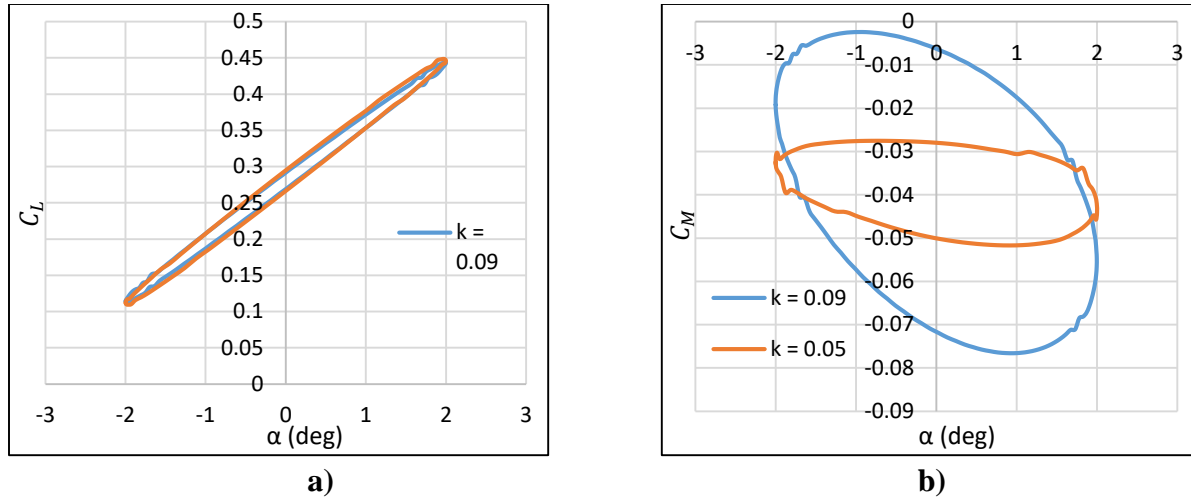 0.5
0.45
0.4
0.35
0.3
0.25
0.2
0.15
0.1
0.05
0
-3 -2 -1 0 1 2 3
C_L
α (deg)
k =
0.09
a)
0
-3 -2 -1 0 1 2 3
-0.01
-0.02
-0.03
-0.04
-0.05
-0.06
-0.07
-0.08
-0.09
C_M
k = 0.09
k = 0.05
α (deg)
b)